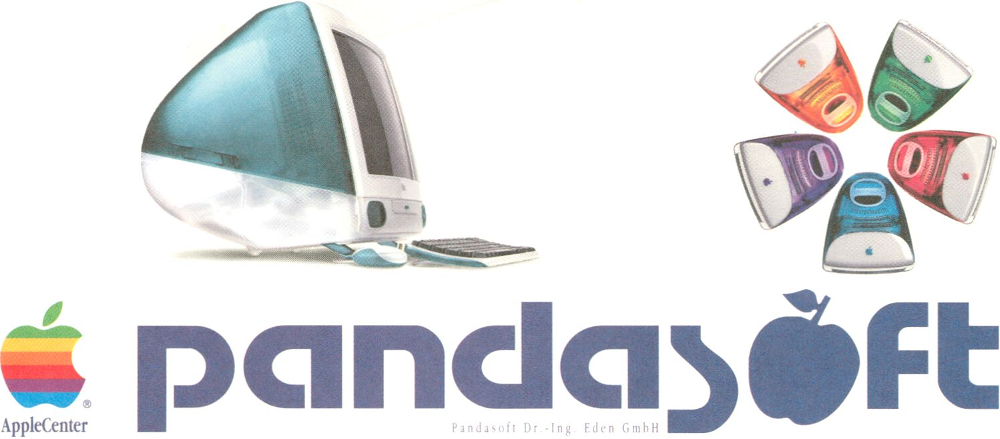 pandasoft
®
AppleCenter
Pandasoft Dr.-Ing. Eden GmbH